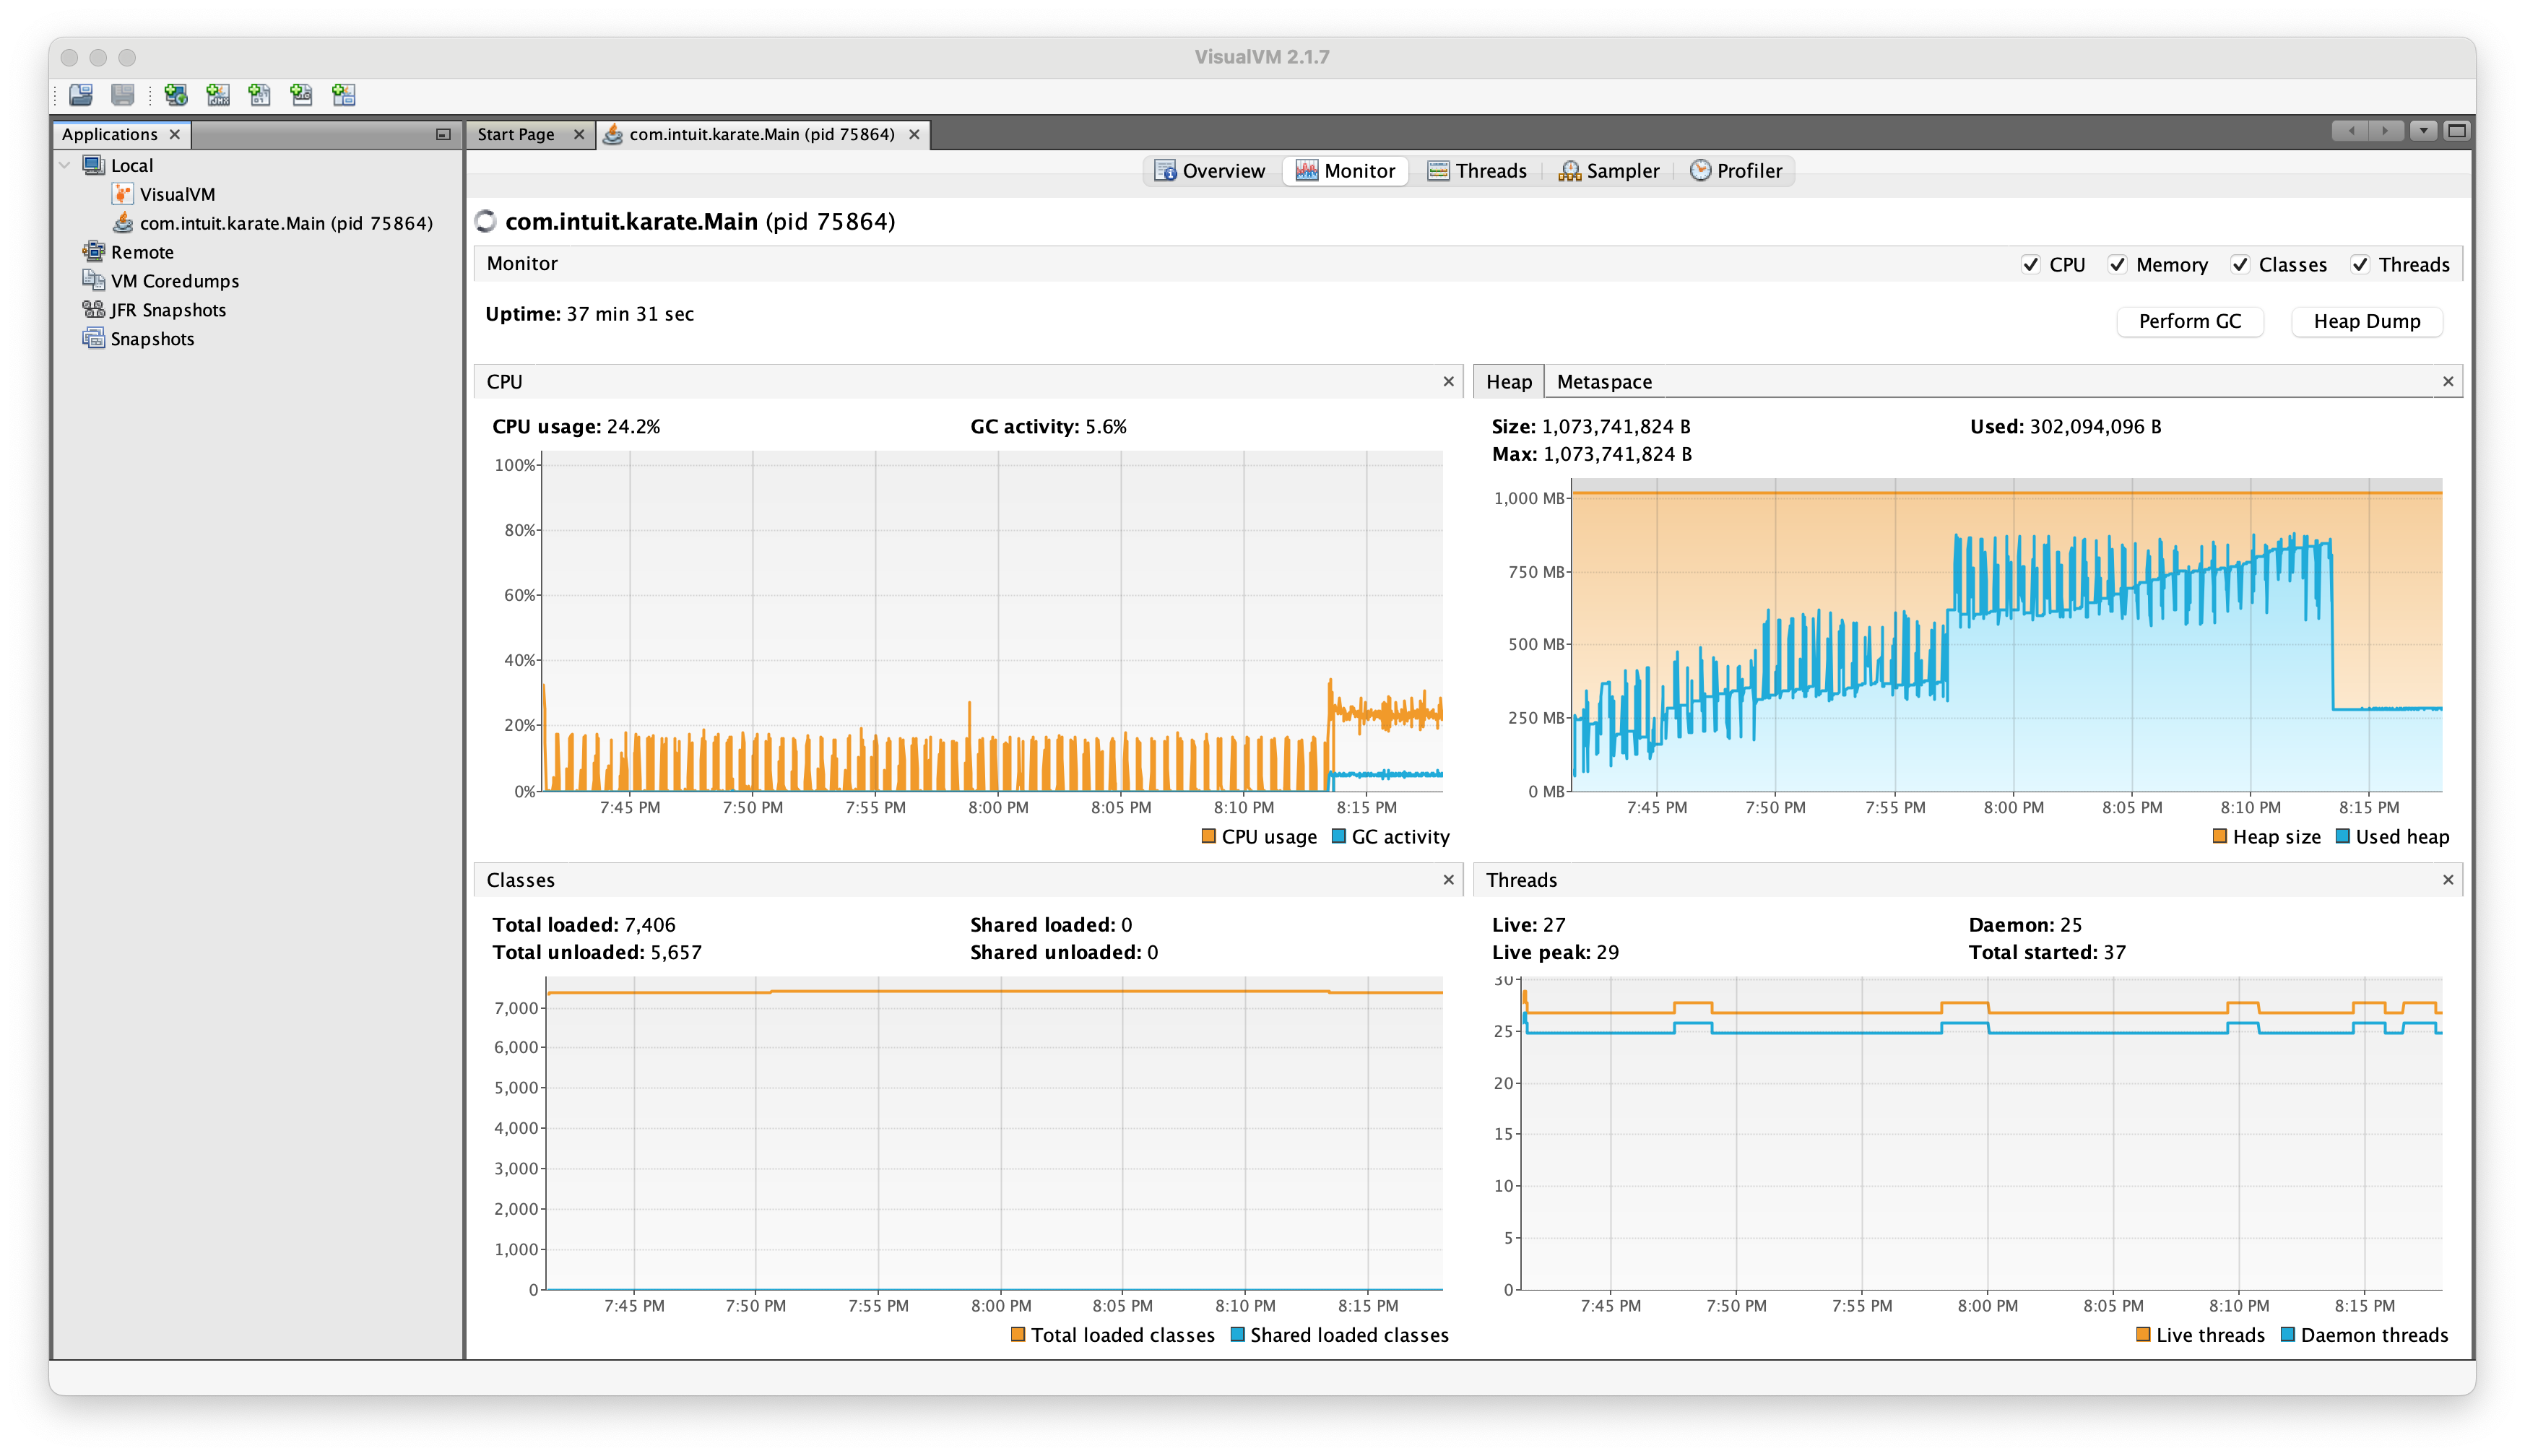 VisualVM 2.1.7
Applications
Start Page
com.intuit.karate.Main (pid 75864)
Local
VisualVM
com.intuit.karate.Main (pid 75864)
Remote
VM Coredumps
JFR Snapshots
Snapshots
Overview
Monitor
Threads
Sampler
Profiler
com.intuit.karate.Main (pid 75864)
Monitor
CPU
Memory
Classes
Threads
Uptime: 37 min 31 sec
Perform GC
Heap Dump
CPU
CPU usage: 24.2%
GC activity: 5.6%
100%
80%
60%
40%
20%
0%
7:45 PM
7:50 PM
7:55 PM
8:00 PM
8:05 PM
8:10 PM
8:15 PM
CPU usage
GC activity
Heap
Metaspace
Size: 1,073,741,824 B
Used: 302,094,096 B
Max: 1,073,741,824 B
1,000 MB
750 MB
500 MB
250 MB
0 MB
7:45 PM
7:50 PM
7:55 PM
8:00 PM
8:05 PM
8:10 PM
8:15 PM
Heap size
Used heap
Classes
Total loaded: 7,406
Shared loaded: 0
Total unloaded: 5,657
Shared unloaded: 0
7,000
6,000
5,000
4,000
3,000
2,000
1,000
0
7:45 PM
7:50 PM
7:55 PM
8:00 PM
8:05 PM
8:10 PM
8:15 PM
Total loaded classes
Shared loaded classes
Threads
Live: 27
Daemon: 25
Live peak: 29
Total started: 37
30
25
20
15
10
5
0
7:45 PM
7:50 PM
7:55 PM
8:00 PM
8:05 PM
8:10 PM
8:15 PM
Live threads
Daemon threads